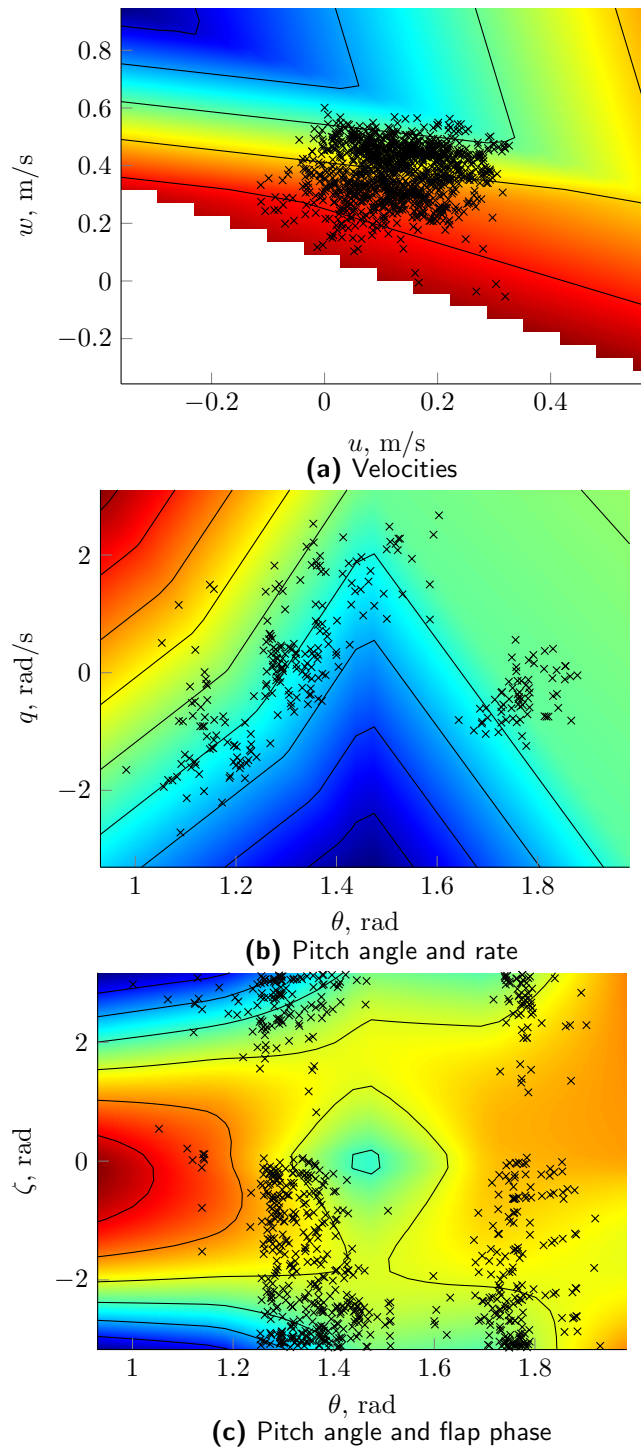 0.8
0.6
0.4
0.2
0
−0.2
w, m/s
−0.2 0 0.2 0.4
u, m/s
(a) Velocities
2
0
−2
q, rad/s
1 1.2 1.4 1.6 1.8
θ, rad
(b) Pitch angle and rate
2
0
−2
ζ, rad
1 1.2 1.4 1.6 1.8
θ, rad
(c) Pitch angle and flap phase